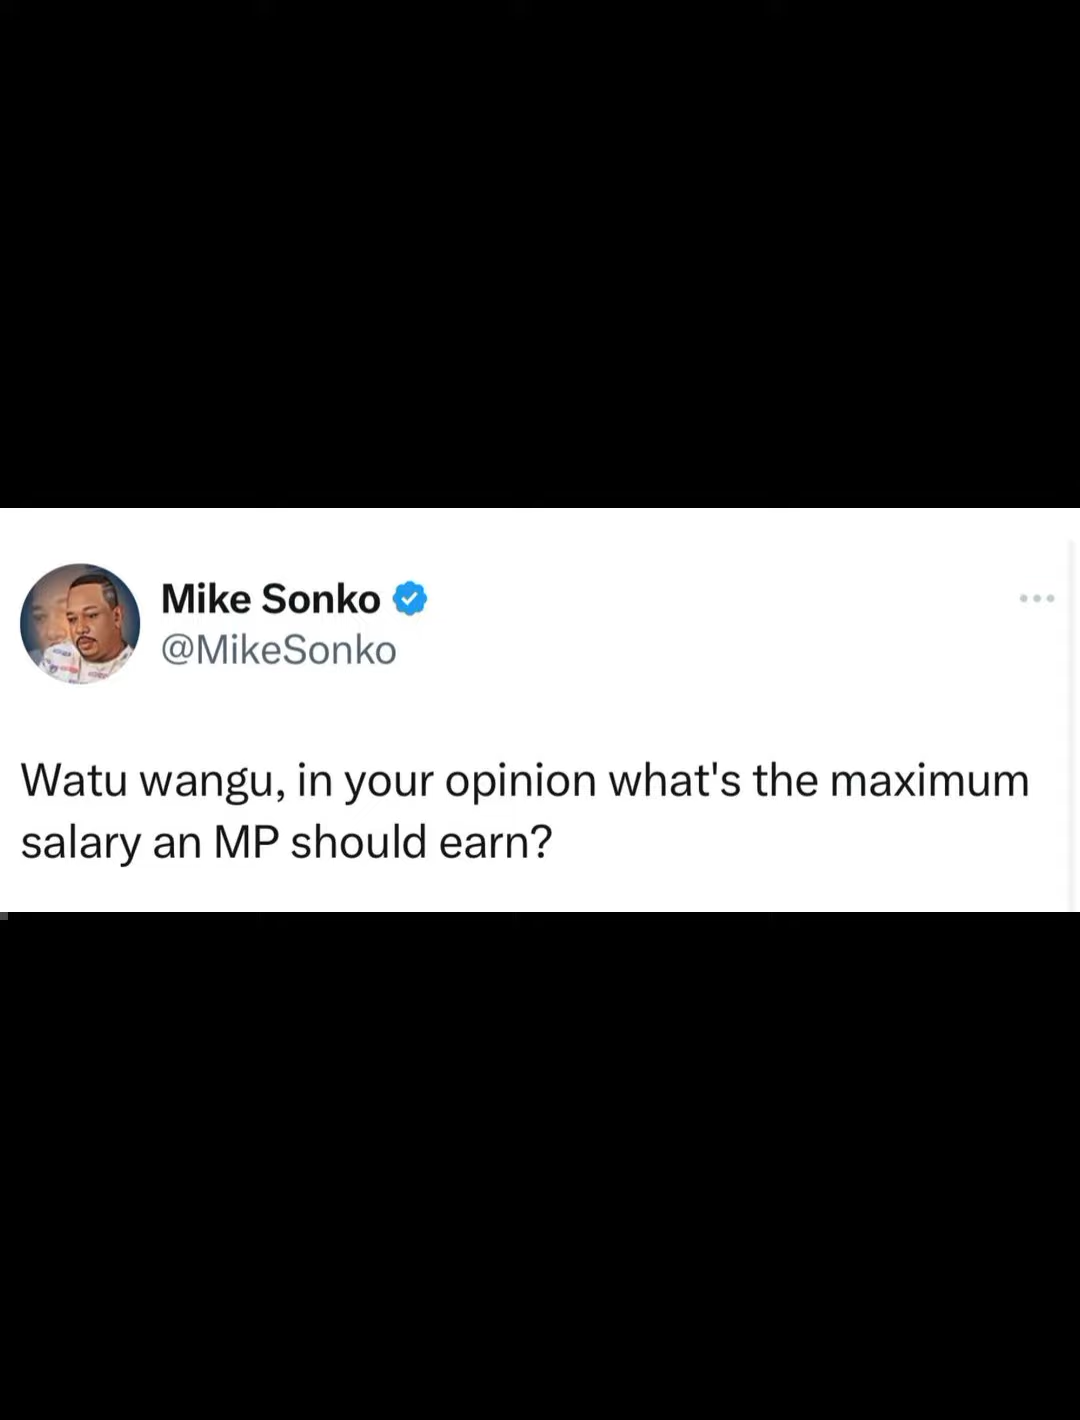 Mike Sonko
@MikeSonko
Watu wangu, in your opinion what's the maximum
salary an MP should earn?